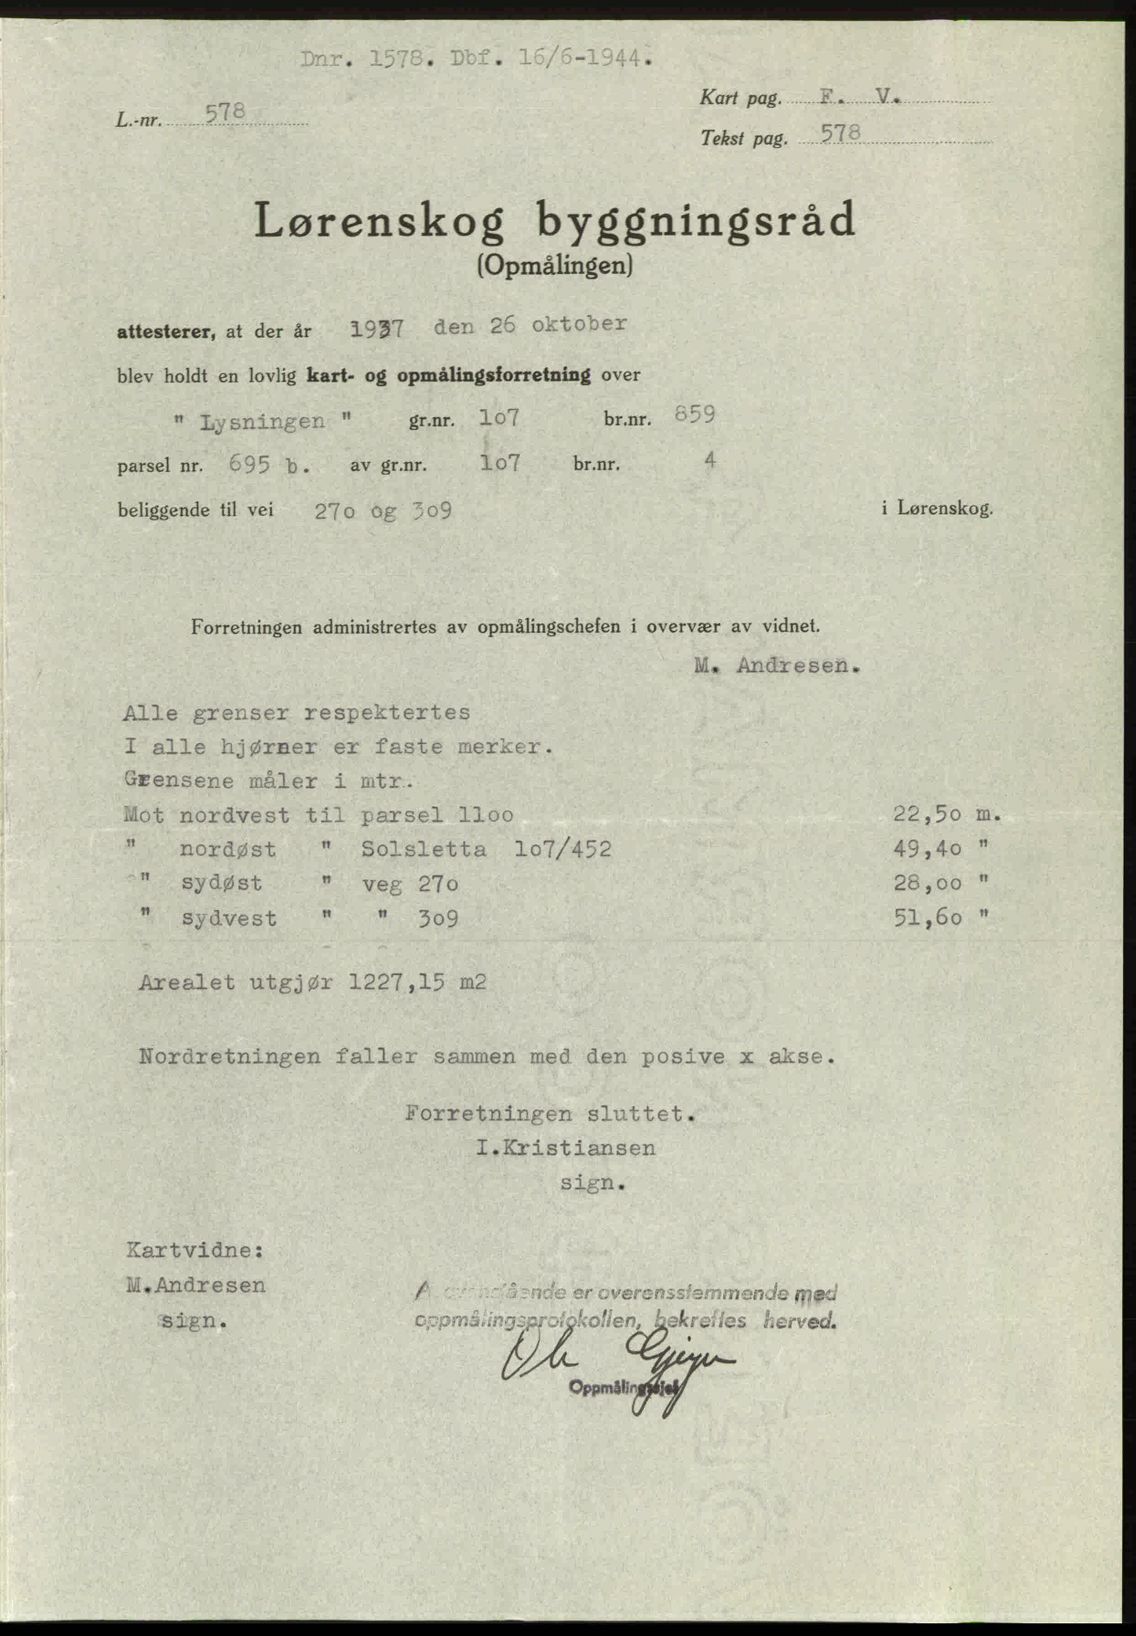 Dnr. 1578. Dbf. 16/6-1944.
Kart pag. F. V.
L.-nr. 578
Tekst pag. 578
Lørenskog byggningsråd
(Opmålingen)
attesterer, at der år 1937 den 26 oktober
blev holdt en lovlig kart- og opmålingsforretning over
" Lysningen " gr.nr. 1o7 br.nr. 859
parsel nr. 695 b. av gr.nr. 1o7 br.nr. 4
beliggende til vei 27o og 3o9 i Lørenskog.
Forretningen administrertes av opmålingschefen i overvær av vidnet.
M. Andresen.
Alle grenser respektertes
I alle hjørner er faste merker.
Grensene måler i mtr.
Mot nordvest til parsel 11oo 22,5o m.
" nordøst " Solsletta 1o7/452 49,4o "
" sydøst " veg 27o 28,oo "
" sydvest " " 3o9 51,6o "
Arealet utgjør 1227,15 m2
Nordretningen faller sammen med den posive x akse.
Forretningen sluttet.
I.Kristiansen
sign.
Kartvidne:
M.Andresen
sign.
er overensstemmende med
oppmålingsprotokollen, bekreftes herved.
Ole
Oppmålingssjef